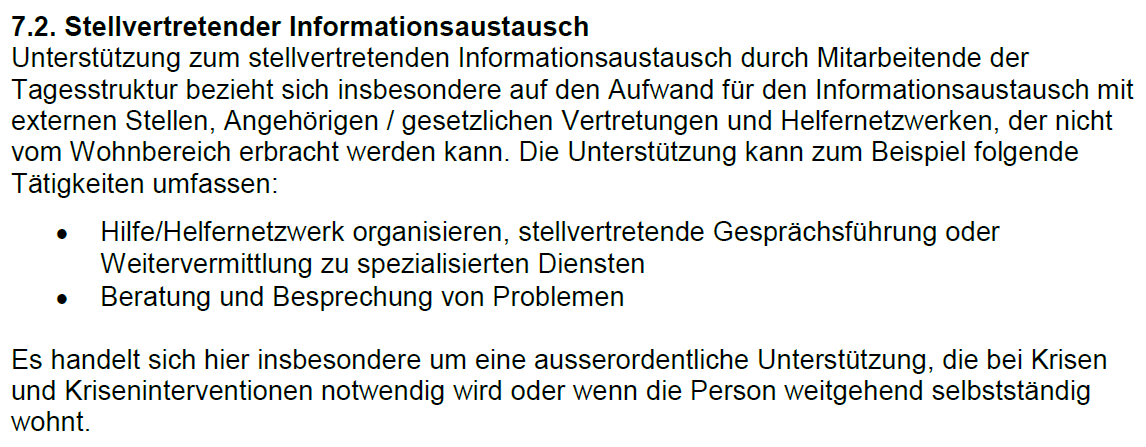 7.2. Stellvertretender Informationsaustausch
Unterstützung zum stellvertretenden Informationsaustausch durch Mitarbeitende der
Tagesstruktur bezieht sich insbesondere auf den Aufwand für den Informationsaustausch mit
externen Stellen, Angehörigen / gesetzlichen Vertretungen und Helfernetzwerken, der nicht
vom Wohnbereich erbracht werden kann. Die Unterstützung kann zum Beispiel folgende
Tätigkeiten umfassen:
• Hilfe/Helfernetzwerk organisieren, stellvertretende Gesprächsführung oder
Weitervermittlung zu spezialisierten Diensten
• Beratung und Besprechung von Problemen
Es handelt sich hier insbesondere um eine ausserordentliche Unterstützung, die bei Krisen
und Kriseninterventionen notwendig wird oder wenn die Person weitgehend selbstständig
wohnt.